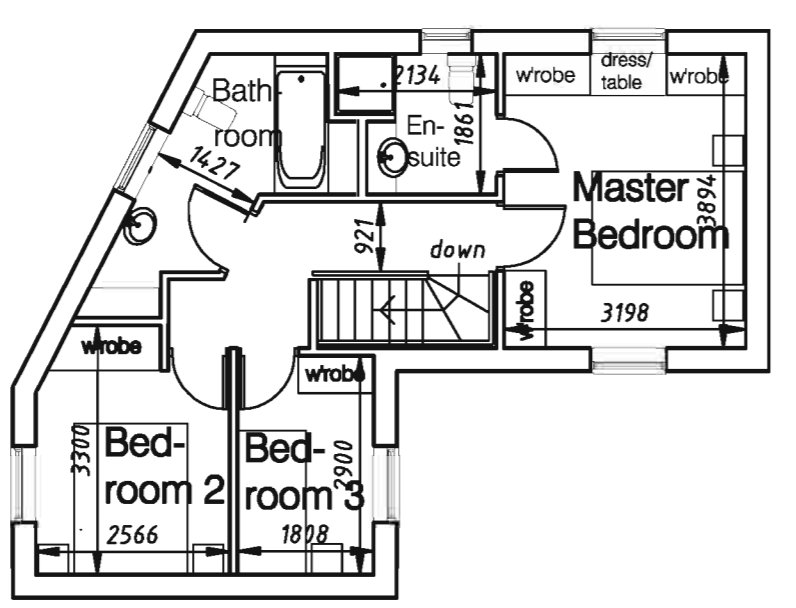 2134
w'robe
dress/
table
w'robe
Bath-
room
1427
En-
suite
1861
Master
Bedroom
3894
921
down
w'robe
3198
w'robe
w'robe
3300
Bed-
room 2
2566
Bed-
room 3
2900
1808